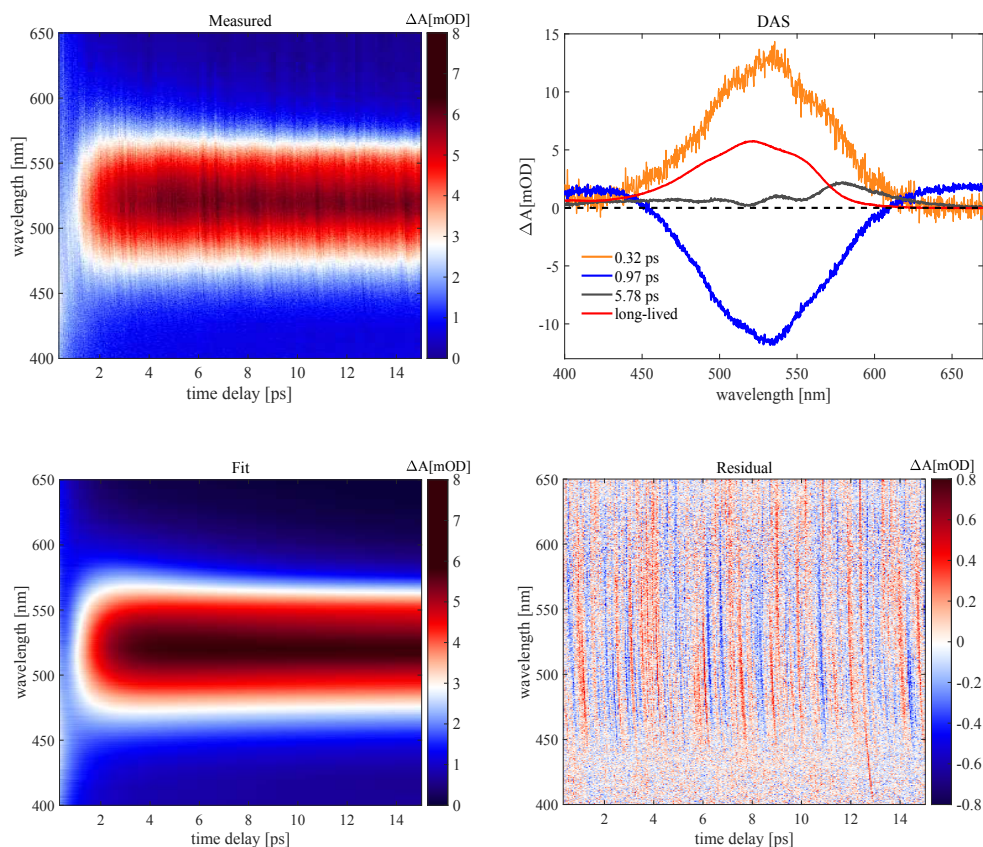 Measured
ΔA[mOD]
650
600
550
500
450
400
wavelength [nm]
2 4 6 8 10 12 14
time delay [ps]
8
7
6
5
4
3
2
1
0
DAS
15
10
5
0
-5
-10
ΔA[mOD]
0.32 ps
0.97 ps
5.78 ps
long-lived
400 450 500 550 600 650
wavelength [nm]
Fit
ΔA[mOD]
650
600
550
500
450
400
wavelength [nm]
2 4 6 8 10 12 14
time delay [ps]
8
7
6
5
4
3
2
1
0
Residual
ΔA[mOD]
650
600
550
500
450
400
wavelength [nm]
2 4 6 8 10 12 14
time delay [ps]
0.8
0.6
0.4
0.2
0
-0.2
-0.4
-0.6
-0.8